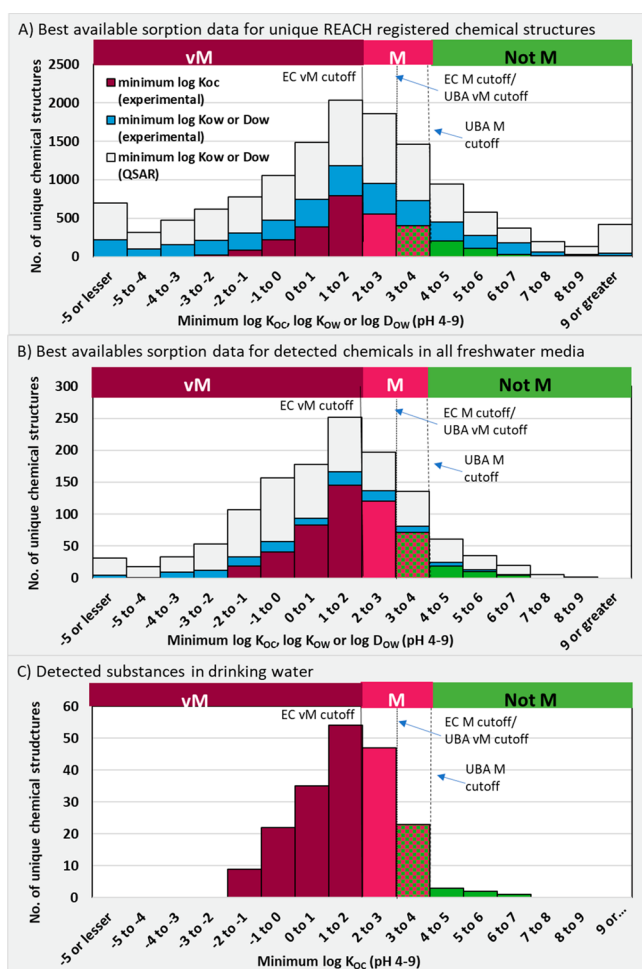 A) Best available sorption data for unique REACH registered chemical structures
vM
M
Not M
2500
2000
1500
1000
500
0
No. of unique chemical structures
minimum log Koc
(experimental)
minimum log Kow or Dow
(experimental)
minimum log Kow or Dow
(QSAR)
EC vM cutoff
EC M cutoff/
UBA vM cutoff
UBA M
cutoff
-5 or lesser
-5 to -4
-4 to -3
-3 to -2
-2 to -1
-1 to 0
0 to 1
1 to 2
2 to 3
3 to 4
4 to 5
5 to 6
6 to 7
7 to 8
8 to 9
9 or greater
Minimum log KOC, log KOW or log DOW (pH 4-9)
B) Best availables sorption data for detected chemicals in all freshwater media
vM
M
Not M
300
250
200
150
100
50
0
No. of unique chemical structures
EC vM cutoff
EC M cutoff/
UBA vM cutoff
UBA M
cutoff
-5 or lesser
-5 to -4
-4 to -3
-3 to -2
-2 to -1
-1 to 0
0 to 1
1 to 2
2 to 3
3 to 4
4 to 5
5 to 6
6 to 7
7 to 8
8 to 9
9 or greater
Minimum log KOC, log KOW or log DOW (pH 4-9)
C) Detected substances in drinking water
vM
M
Not M
60
50
40
30
20
10
0
No. of unique chemical strudctures
EC vM cutoff
EC M cutoff/
UBA vM cutoff
UBA M
cutoff
-5 or lesser
-5 to -4
-4 to -3
-3 to -2
-2 to -1
-1 to 0
0 to 1
1 to 2
2 to 3
3 to 4
4 to 5
5 to 6
6 to 7
7 to 8
8 to 9
9 or...
Minimum log KOC (pH 4-9)